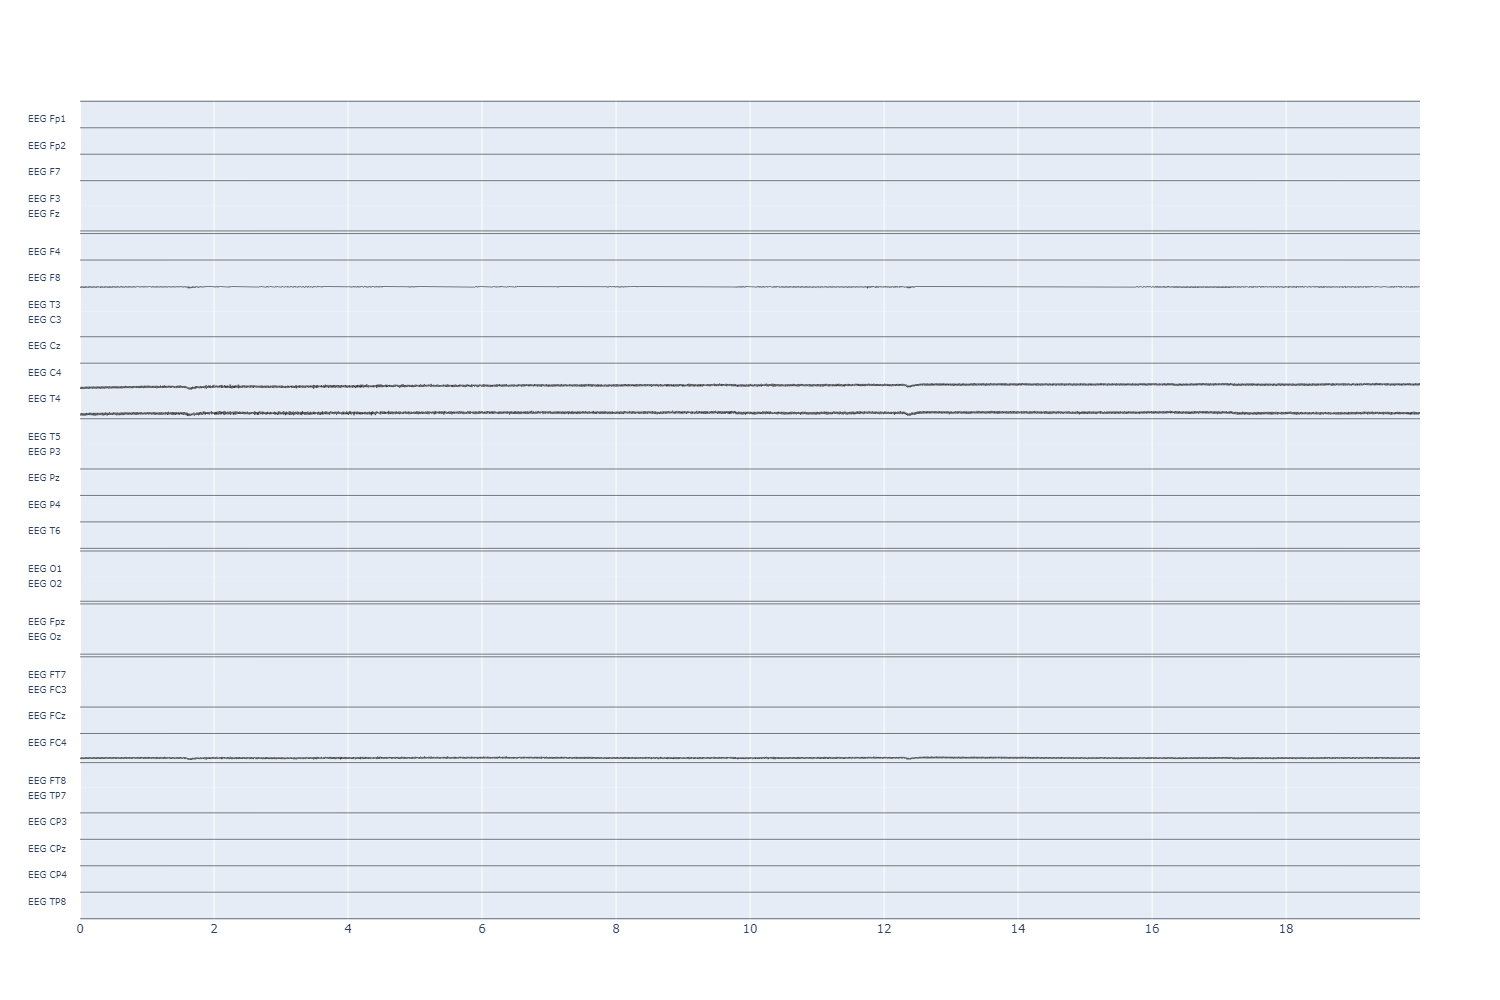 EEG Fp1
EEG Fp2
EEG F7
EEG F3
EEG Fz
EEG F4
EEG F8
EEG T3
EEG C3
EEG Cz
EEG C4
EEG T4
EEG T5
EEG P3
EEG Pz
EEG P4
EEG T6
EEG O1
EEG O2
EEG Fpz
EEG Oz
EEG FT7
EEG FC3
EEG FCz
EEG FC4
EEG FT8
EEG TP7
EEG CP3
EEG CPz
EEG CP4
EEG TP8
0 2 4 6 8 10 12 14 16 18